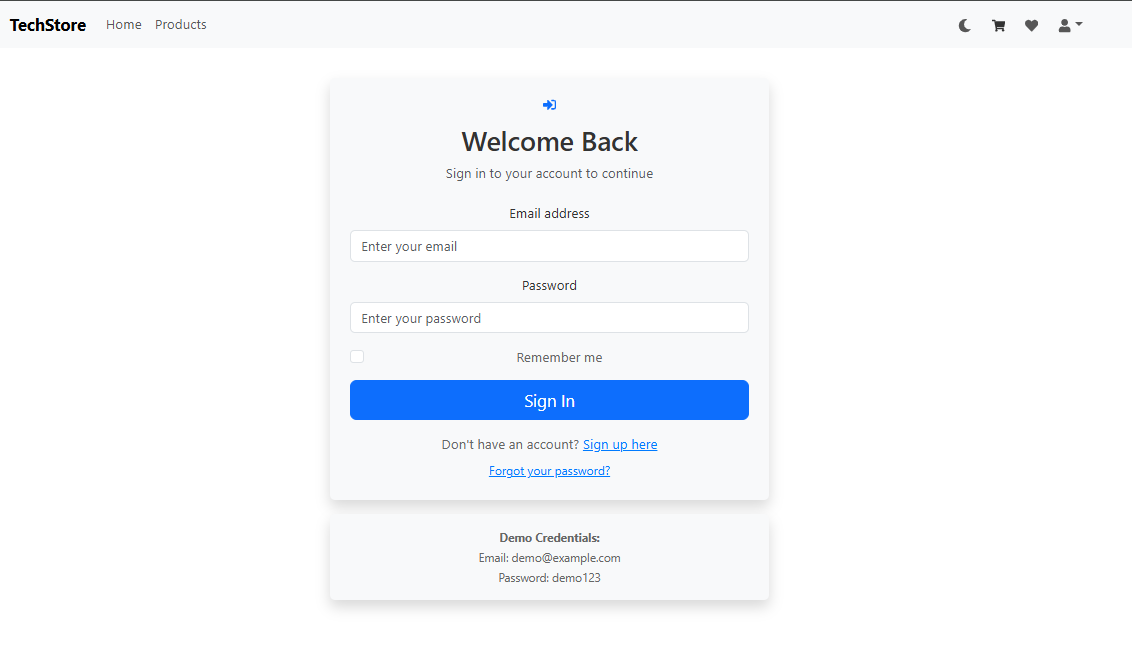 TechStore Home Products
Welcome Back
Sign in to your account to continue
Email address
Enter your email
Password
Enter your password
Remember me
Sign In
Don't have an account? Sign up here
Forgot your password?
Demo Credentials:
Email: demo@example.com
Password: demo123